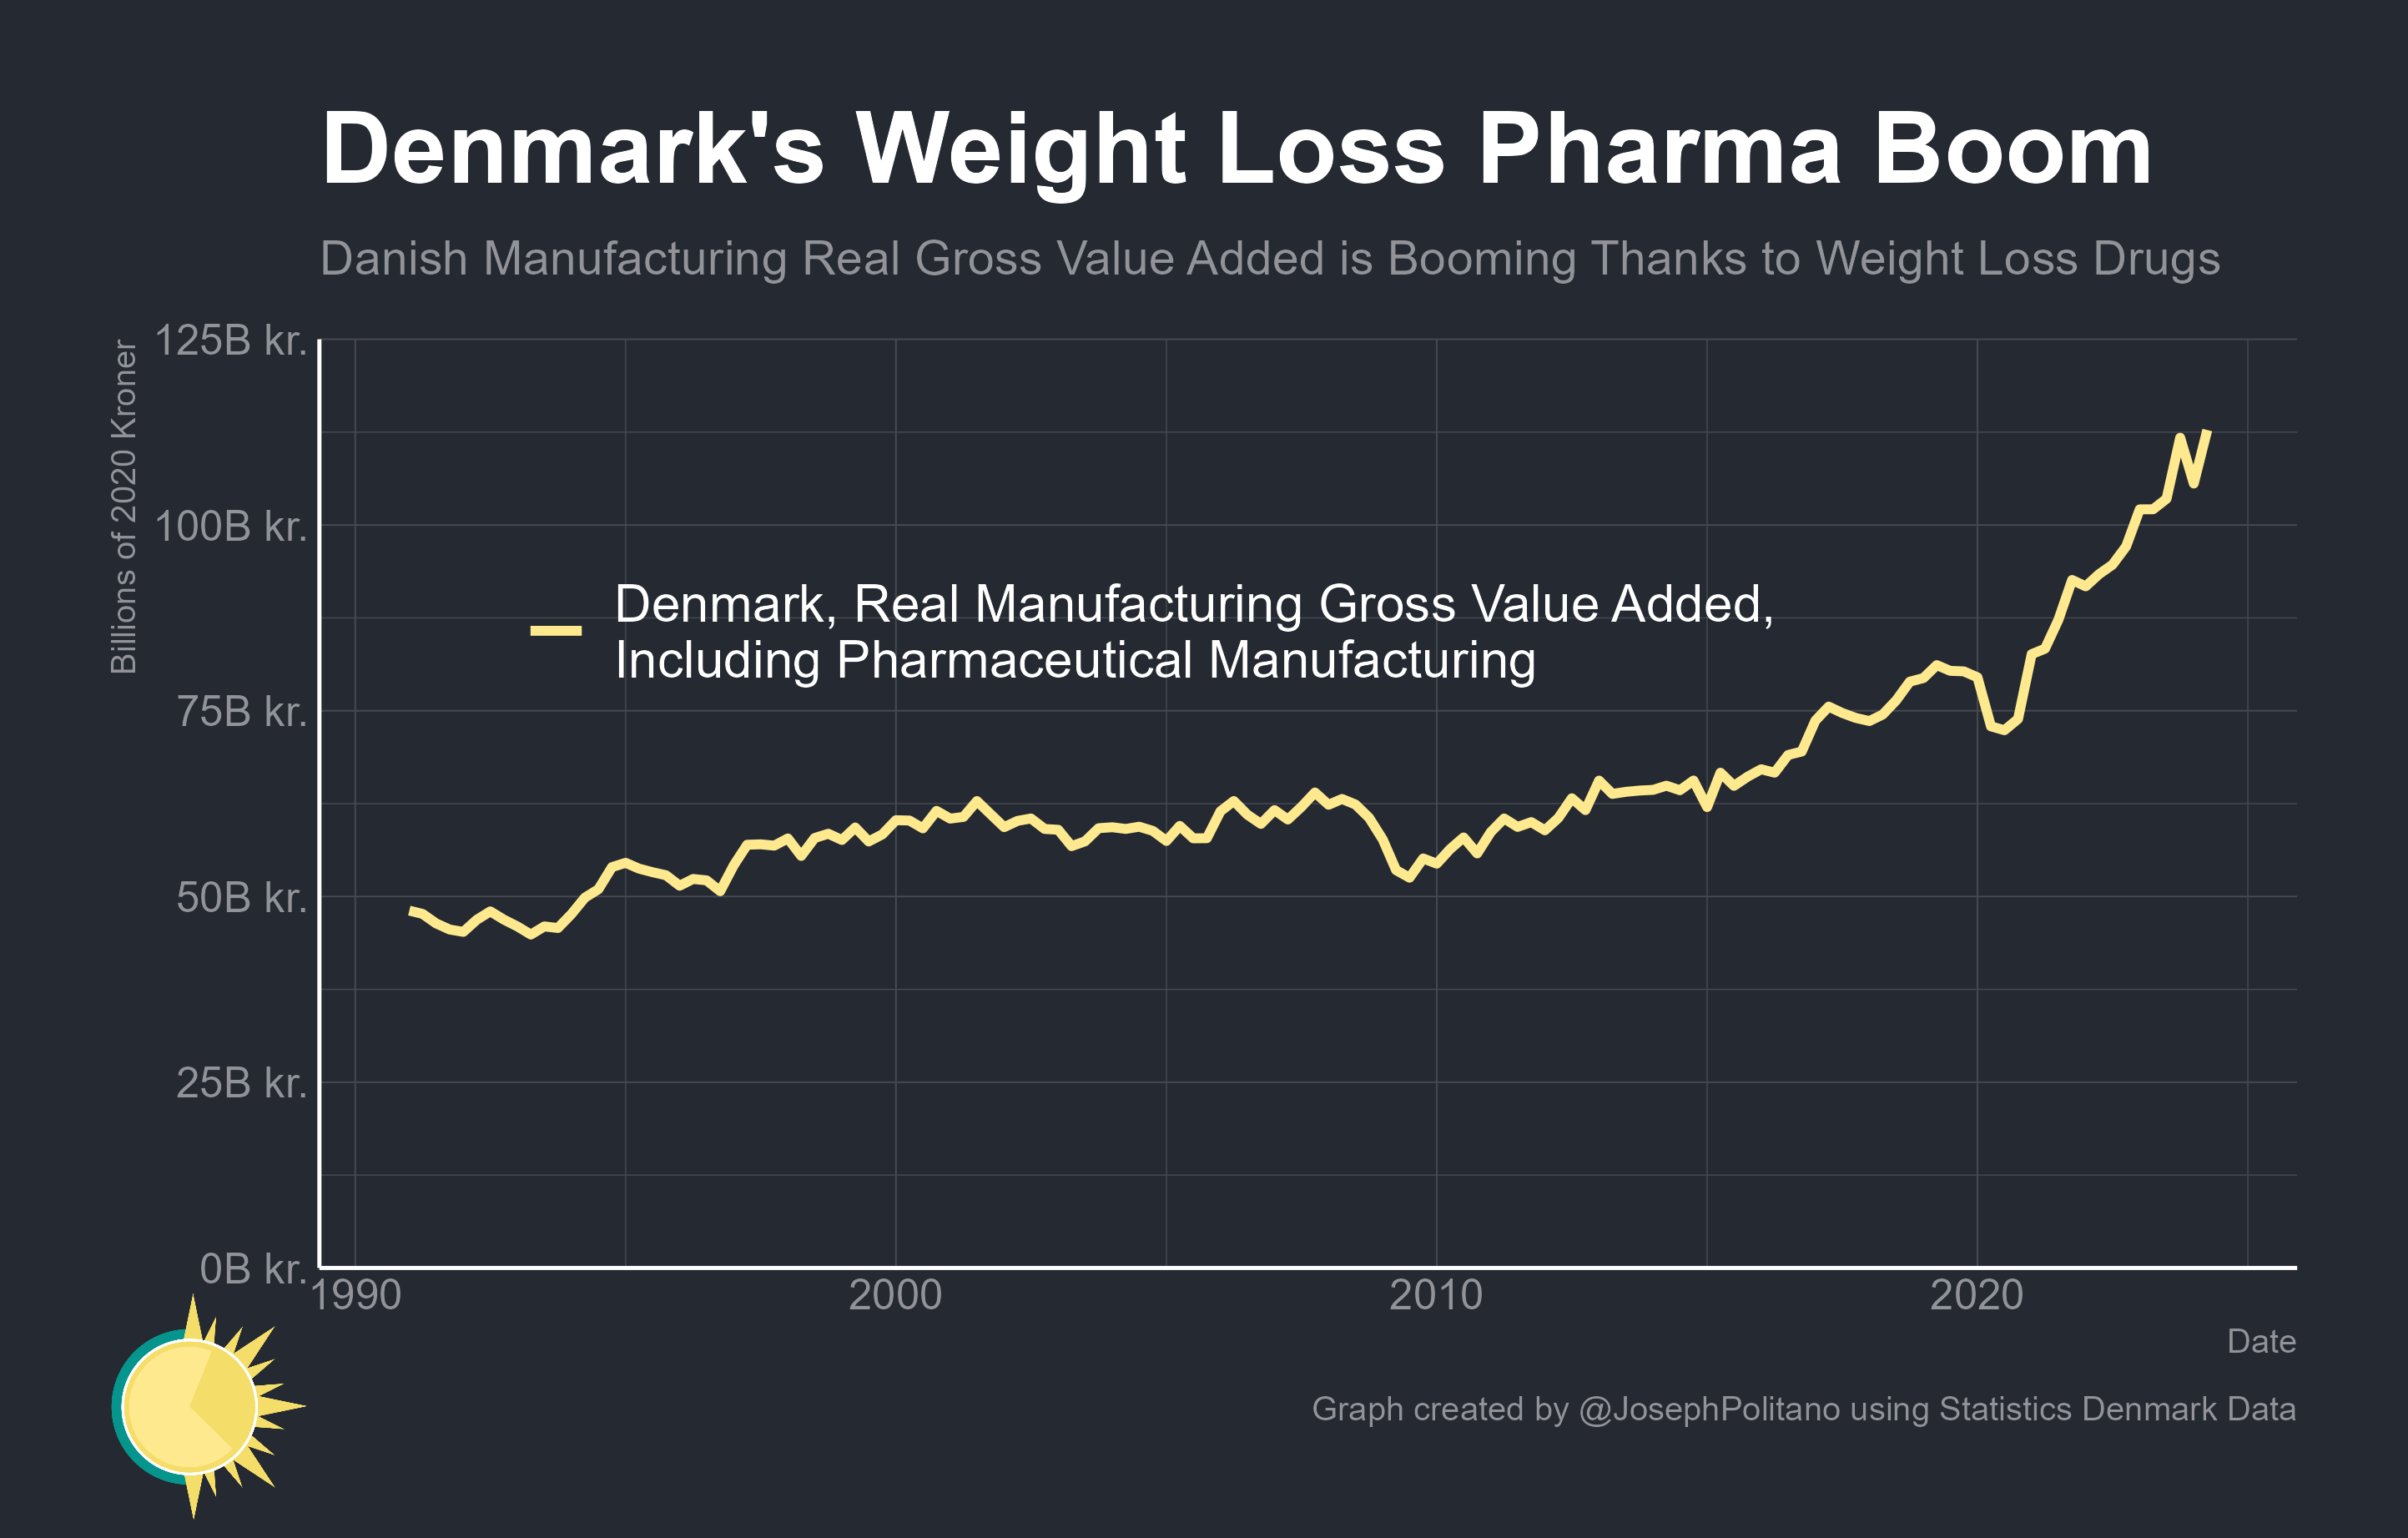 Denmark's Weight Loss Pharma Boom
Danish Manufacturing Real Gross Value Added is Booming Thanks to Weight Loss Drugs
Billions of 2020 Kroner
125B kr.
100B kr.
75B kr.
50B kr.
25B kr.
0B kr.
Denmark, Real Manufacturing Gross Value Added,
Including Pharmaceutical Manufacturing
1990 2000 2010 2020
Date
Graph created by @JosephPolitano using Statistics Denmark Data